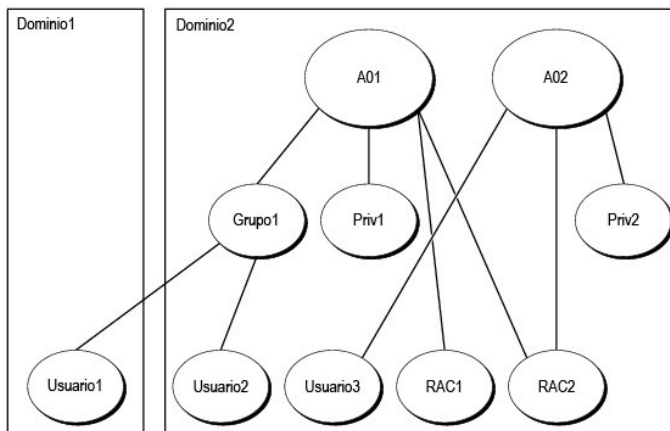 Dominio1
Dominio2
A01
A02
Grupo1
Priv1
Priv2
Usuario1
Usuario2
Usuario3
RAC1
RAC2